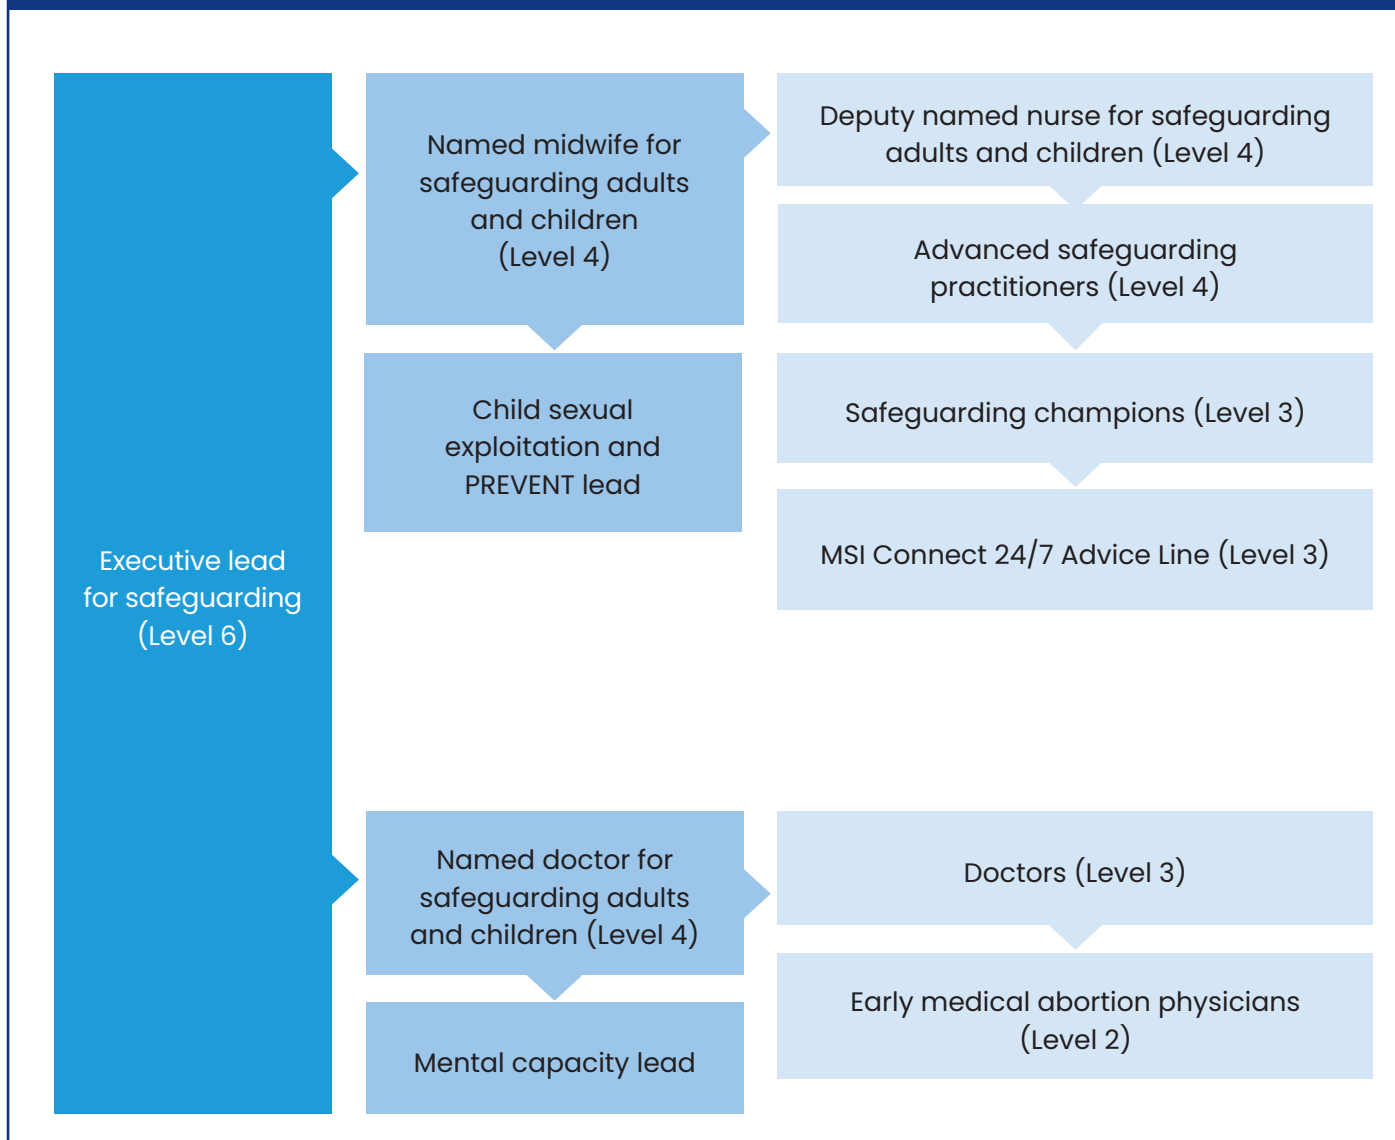 Executive lead
for safeguarding
(Level 6)
Named midwife for
safeguarding adults
and children
(Level 4)
Child sexual
exploitation and
PREVENT lead
Deputy named nurse for safeguarding
adults and children (Level 4)
Advanced safeguarding
practitioners (Level 4)
Safeguarding champions (Level 3)
MSI Connect 24/7 Advice Line (Level 3)
Named doctor for
safeguarding adults
and children (Level 4)
Mental capacity lead
Doctors (Level 3)
Early medical abortion physicians
(Level 2)